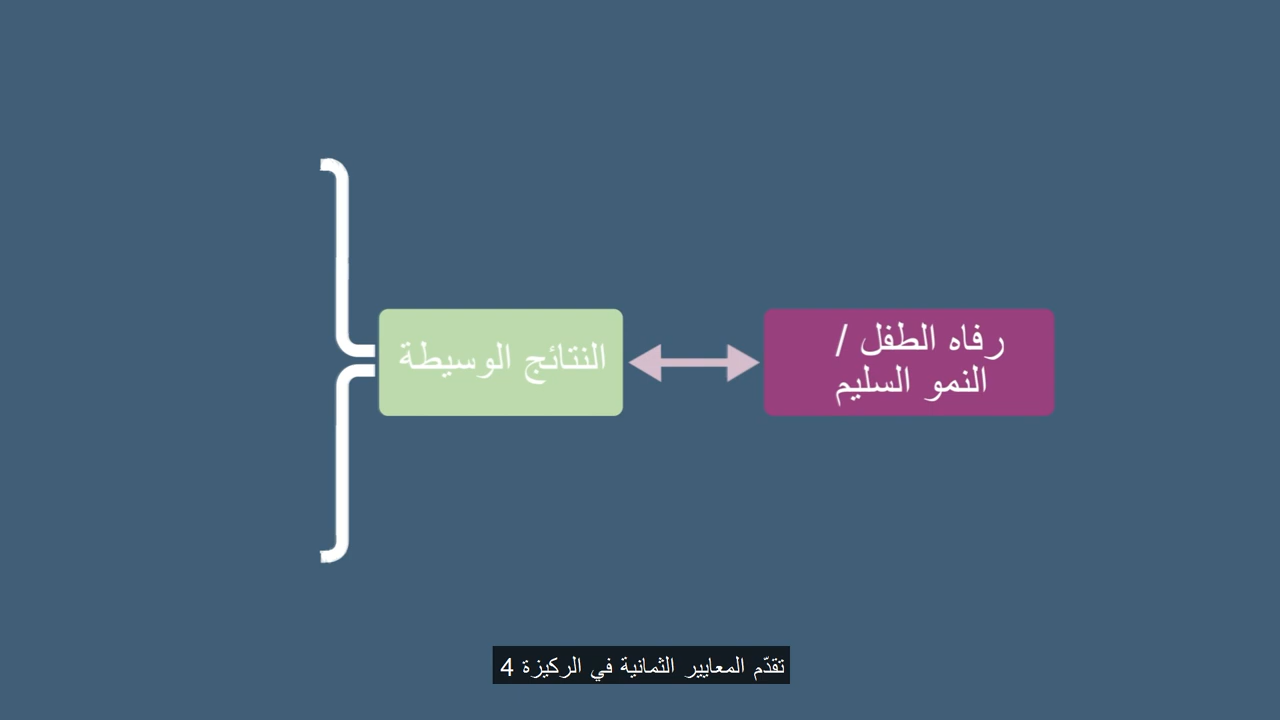 رفاه الطفل /
النمو السليم
النتائج الوسيطة
تقدّم المعايير الثمانية في الركيزة 4